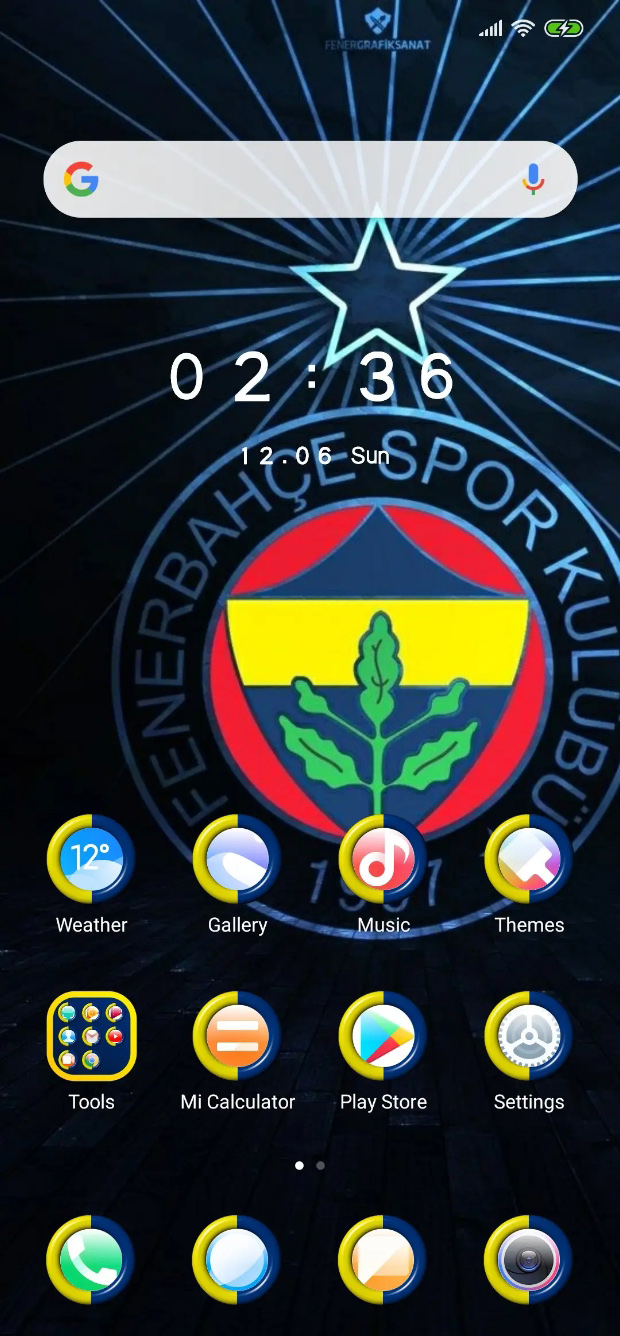 FENERGRAFİKSANAT
02:36
12.06 Sun
FENERBAHÇE SPOR KULÜBÜ
12°
Weather
Gallery
Music
Themes
Tools
Mi Calculator
Play Store
Settings